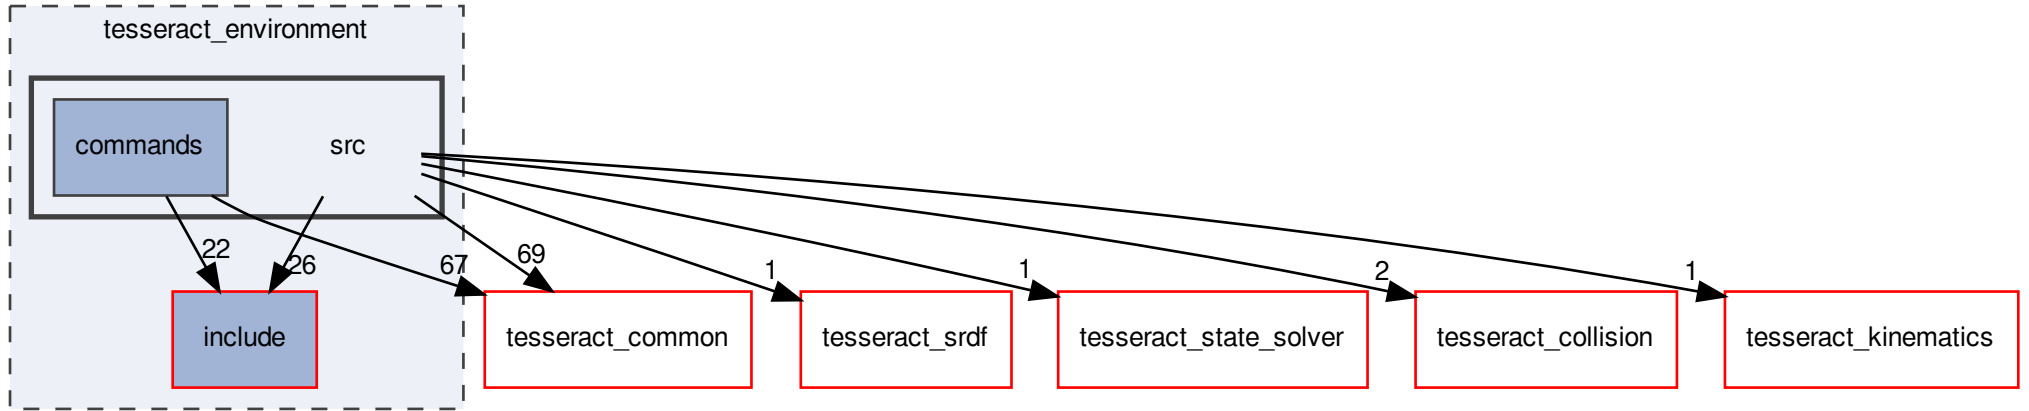 tesseract_environment
commands
src
22
26
67
69
1
1
2
1
include
tesseract_common
tesseract_srdf
tesseract_state_solver
tesseract_collision
tesseract_kinematics